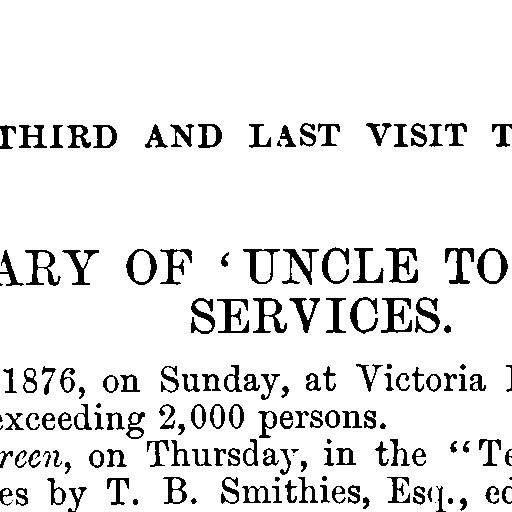 THIRD AND LAST VISIT T
ARY OF ‘UNCLE TO
SERVICES.
1876, on Sunday, at Victoria
exceeding 2,000 persons.
reen, on Thursday, in the “Te
es by T. B. Smithies, Esq., ed